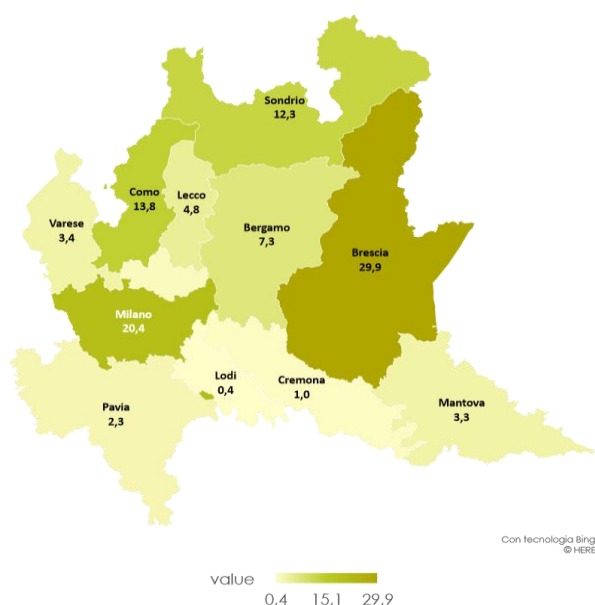 Sondrio
12,3
Como
13,8
Lecco
4,8
Varese
3,4
Bergamo
7,3
Brescia
29,9
Milano
20,4
Lodi
0,4
Cremona
1,0
Pavia
2,3
Mantova
3,3
Con tecnologia Bing
© HERE
value
0,4 15,1 29,9